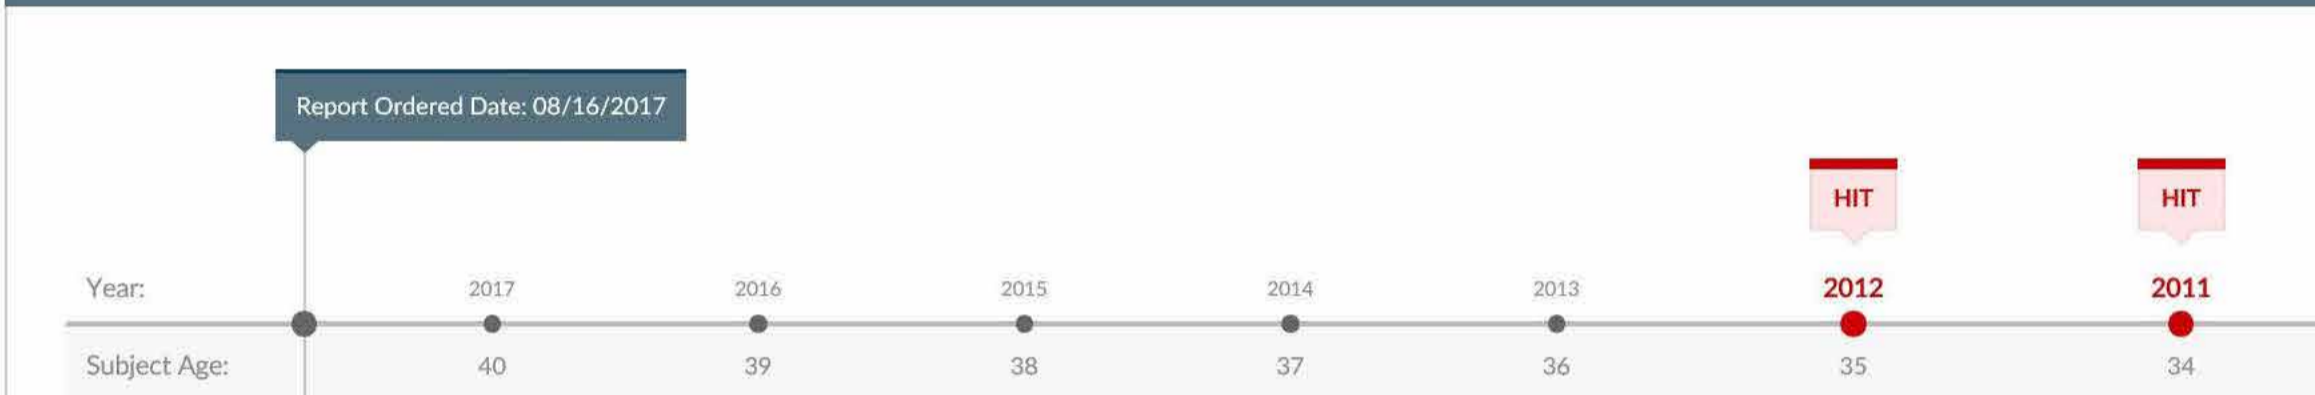 Report Ordered Date: 08/16/2017
HIT HIT
Year: 2017 2016 2015 2014 2013 2012 2011
Subject Age: 40 39 38 37 36 35 34